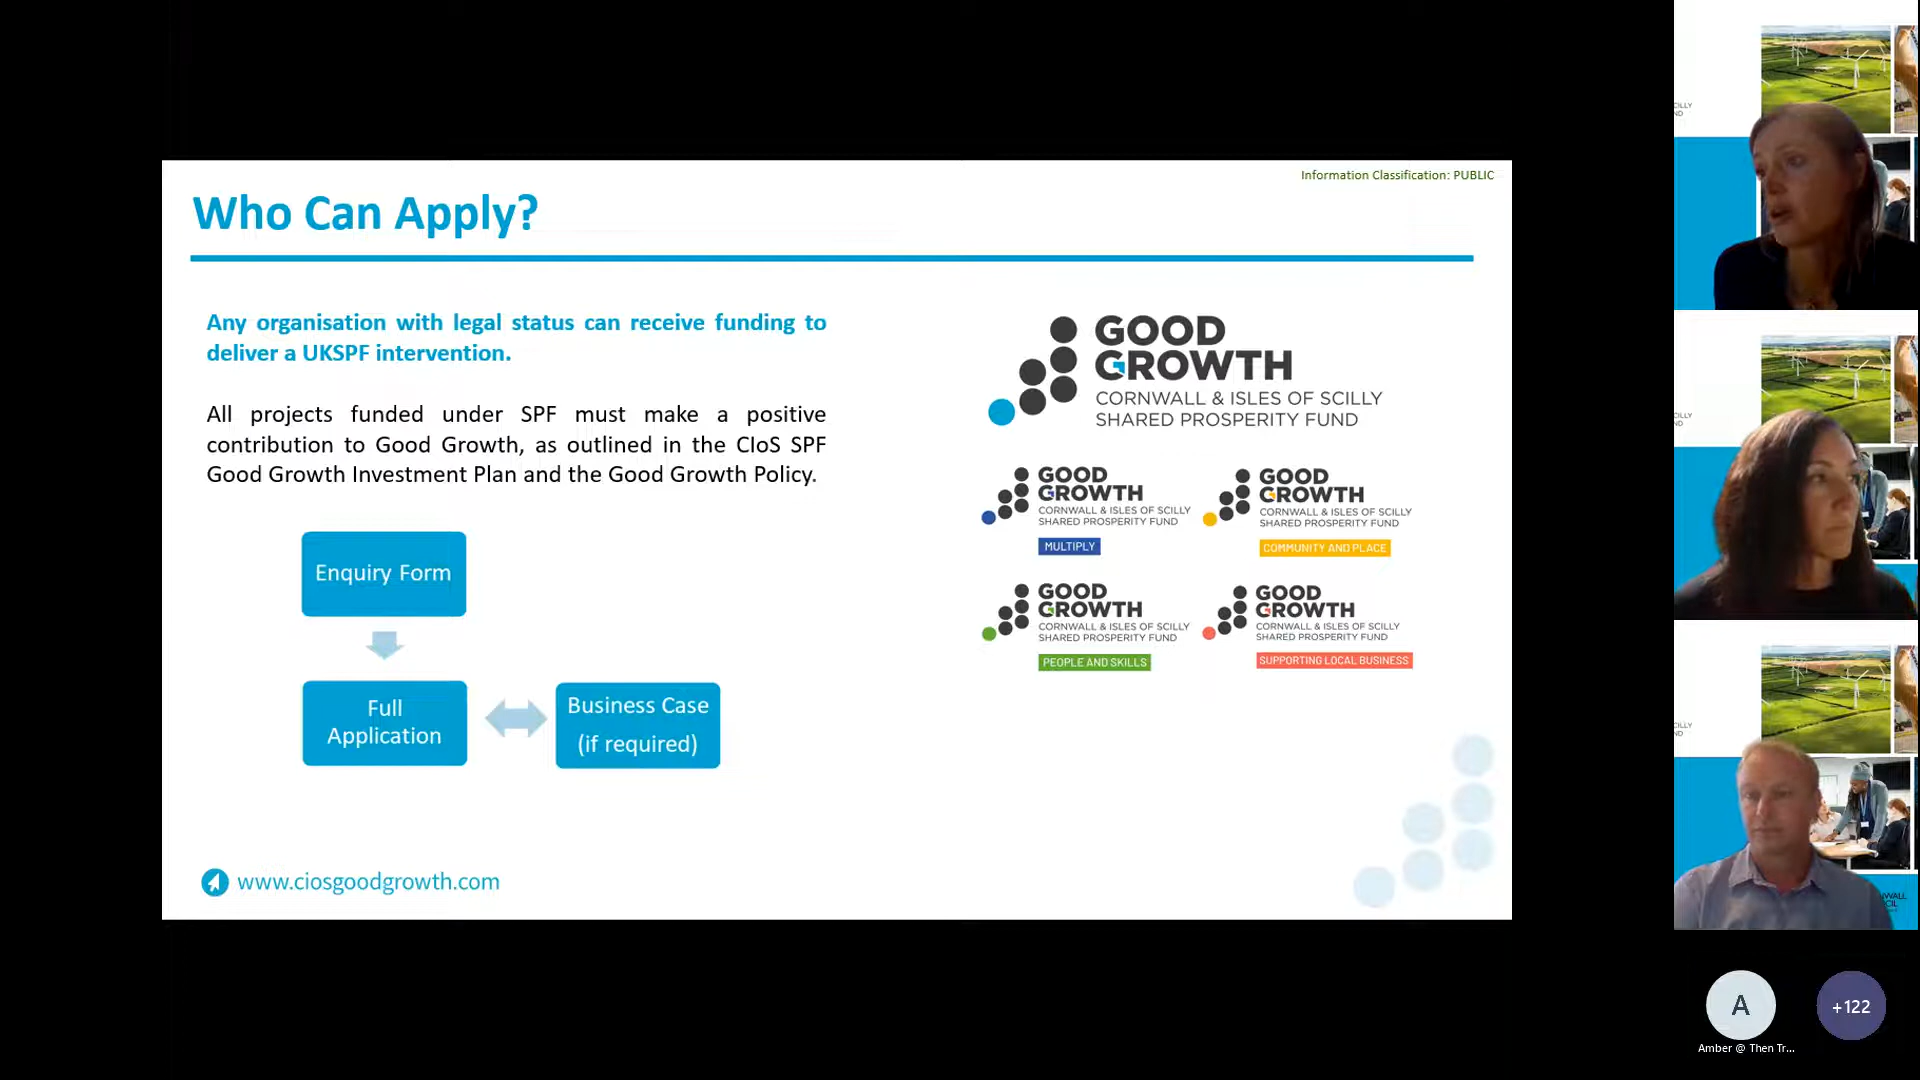 Information Classification: PUBLIC
Who Can Apply?
Any organisation with legal status can receive funding to
deliver a UKSPF intervention.
All projects funded under SPF must make a positive
contribution to Good Growth, as outlined in the CIoS SPF
Good Growth Investment Plan and the Good Growth Policy.
Enquiry Form
Full
Application
Business Case
(if required)
www.ciosgoodgrowth.com
GOOD
GROWTH
CORNWALL & ISLES OF SCILLY
SHARED PROSPERITY FUND
GOOD
GROWTH
CORNWALL & ISLES OF SCILLY
SHARED PROSPERITY FUND
MULTIPLY
GOOD
GROWTH
CORNWALL & ISLES OF SCILLY
SHARED PROSPERITY FUND
COMMUNITY AND PLACE
GOOD
GROWTH
CORNWALL & ISLES OF SCILLY
SHARED PROSPERITY FUND
PEOPLE AND SKILLS
GOOD
GROWTH
CORNWALL & ISLES OF SCILLY
SHARED PROSPERITY FUND
SUPPORTING LOCAL BUSINESS
A
+122
Amber @ Then Tr...